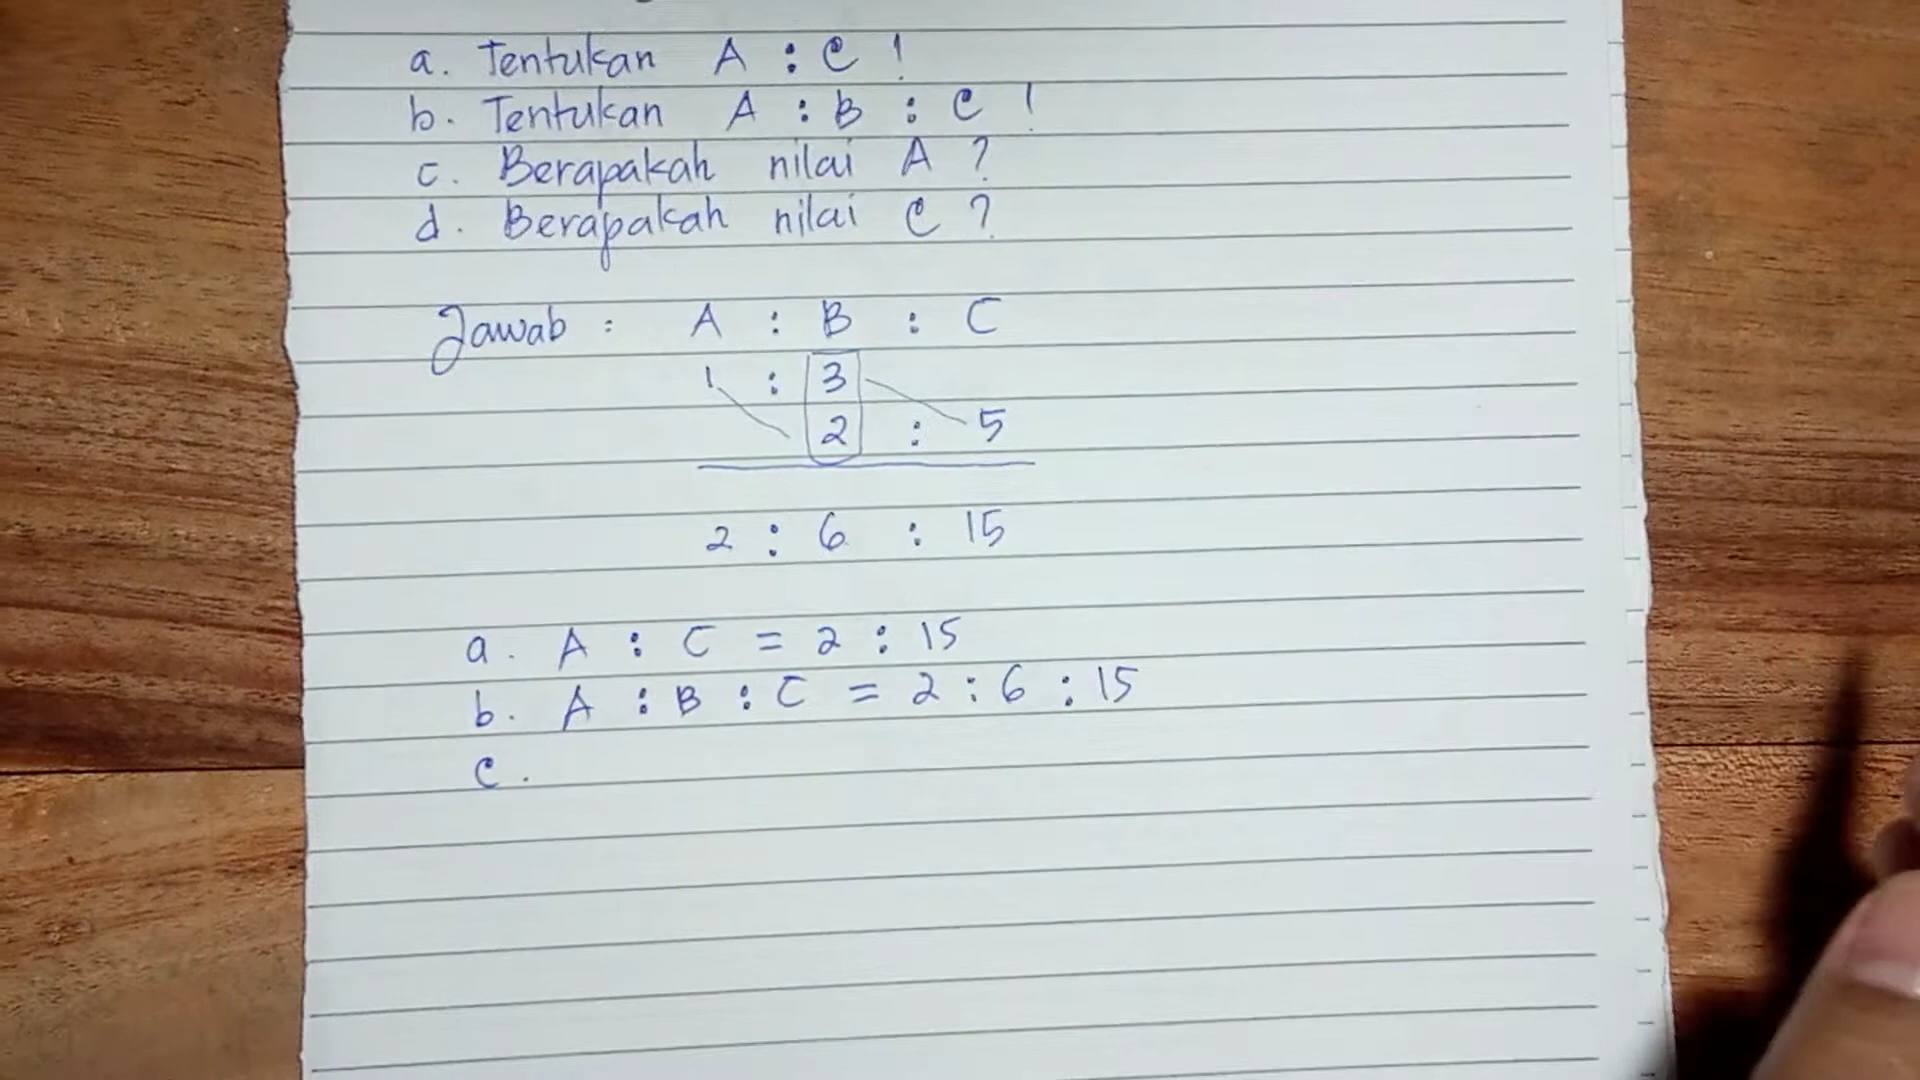 a. Tentukan A : C !
b. Tentukan A : B : C !
c. Berapakah nilai A ?
d. Berapakah nilai C ?
Jawab : A : B : C
1 : 3
2 : 5
2 : 6 : 15
a. A : C = 2 : 15
b. A : B : C = 2 : 6 : 15
c.